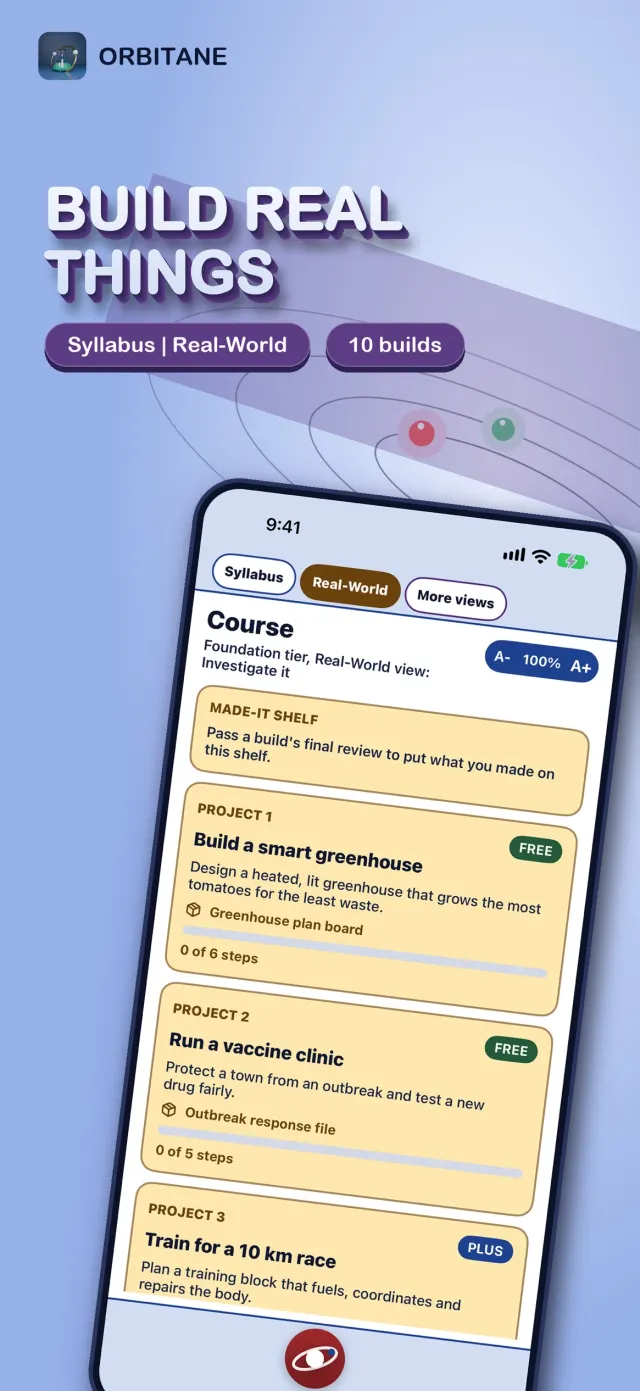 ORBITANE
BUILD REAL
THINGS
Syllabus | Real-World
10 builds
9:41
Syllabus
Real-World
More views
Course
Foundation tier, Real-World view:
Investigate it
A- 100% A+
MADE-IT SHELF
Pass a build's final review to put what you made on
this shelf.
PROJECT 1
FREE
Build a smart greenhouse
Design a heated, lit greenhouse that grows the most
tomatoes for the least waste.
Greenhouse plan board
0 of 6 steps
PROJECT 2
FREE
Run a vaccine clinic
Protect a town from an outbreak and test a new
drug fairly.
Outbreak response file
0 of 5 steps
PROJECT 3
PLUS
Train for a 10 km race
Plan a training block that fuels, coordinates and
repairs the body.